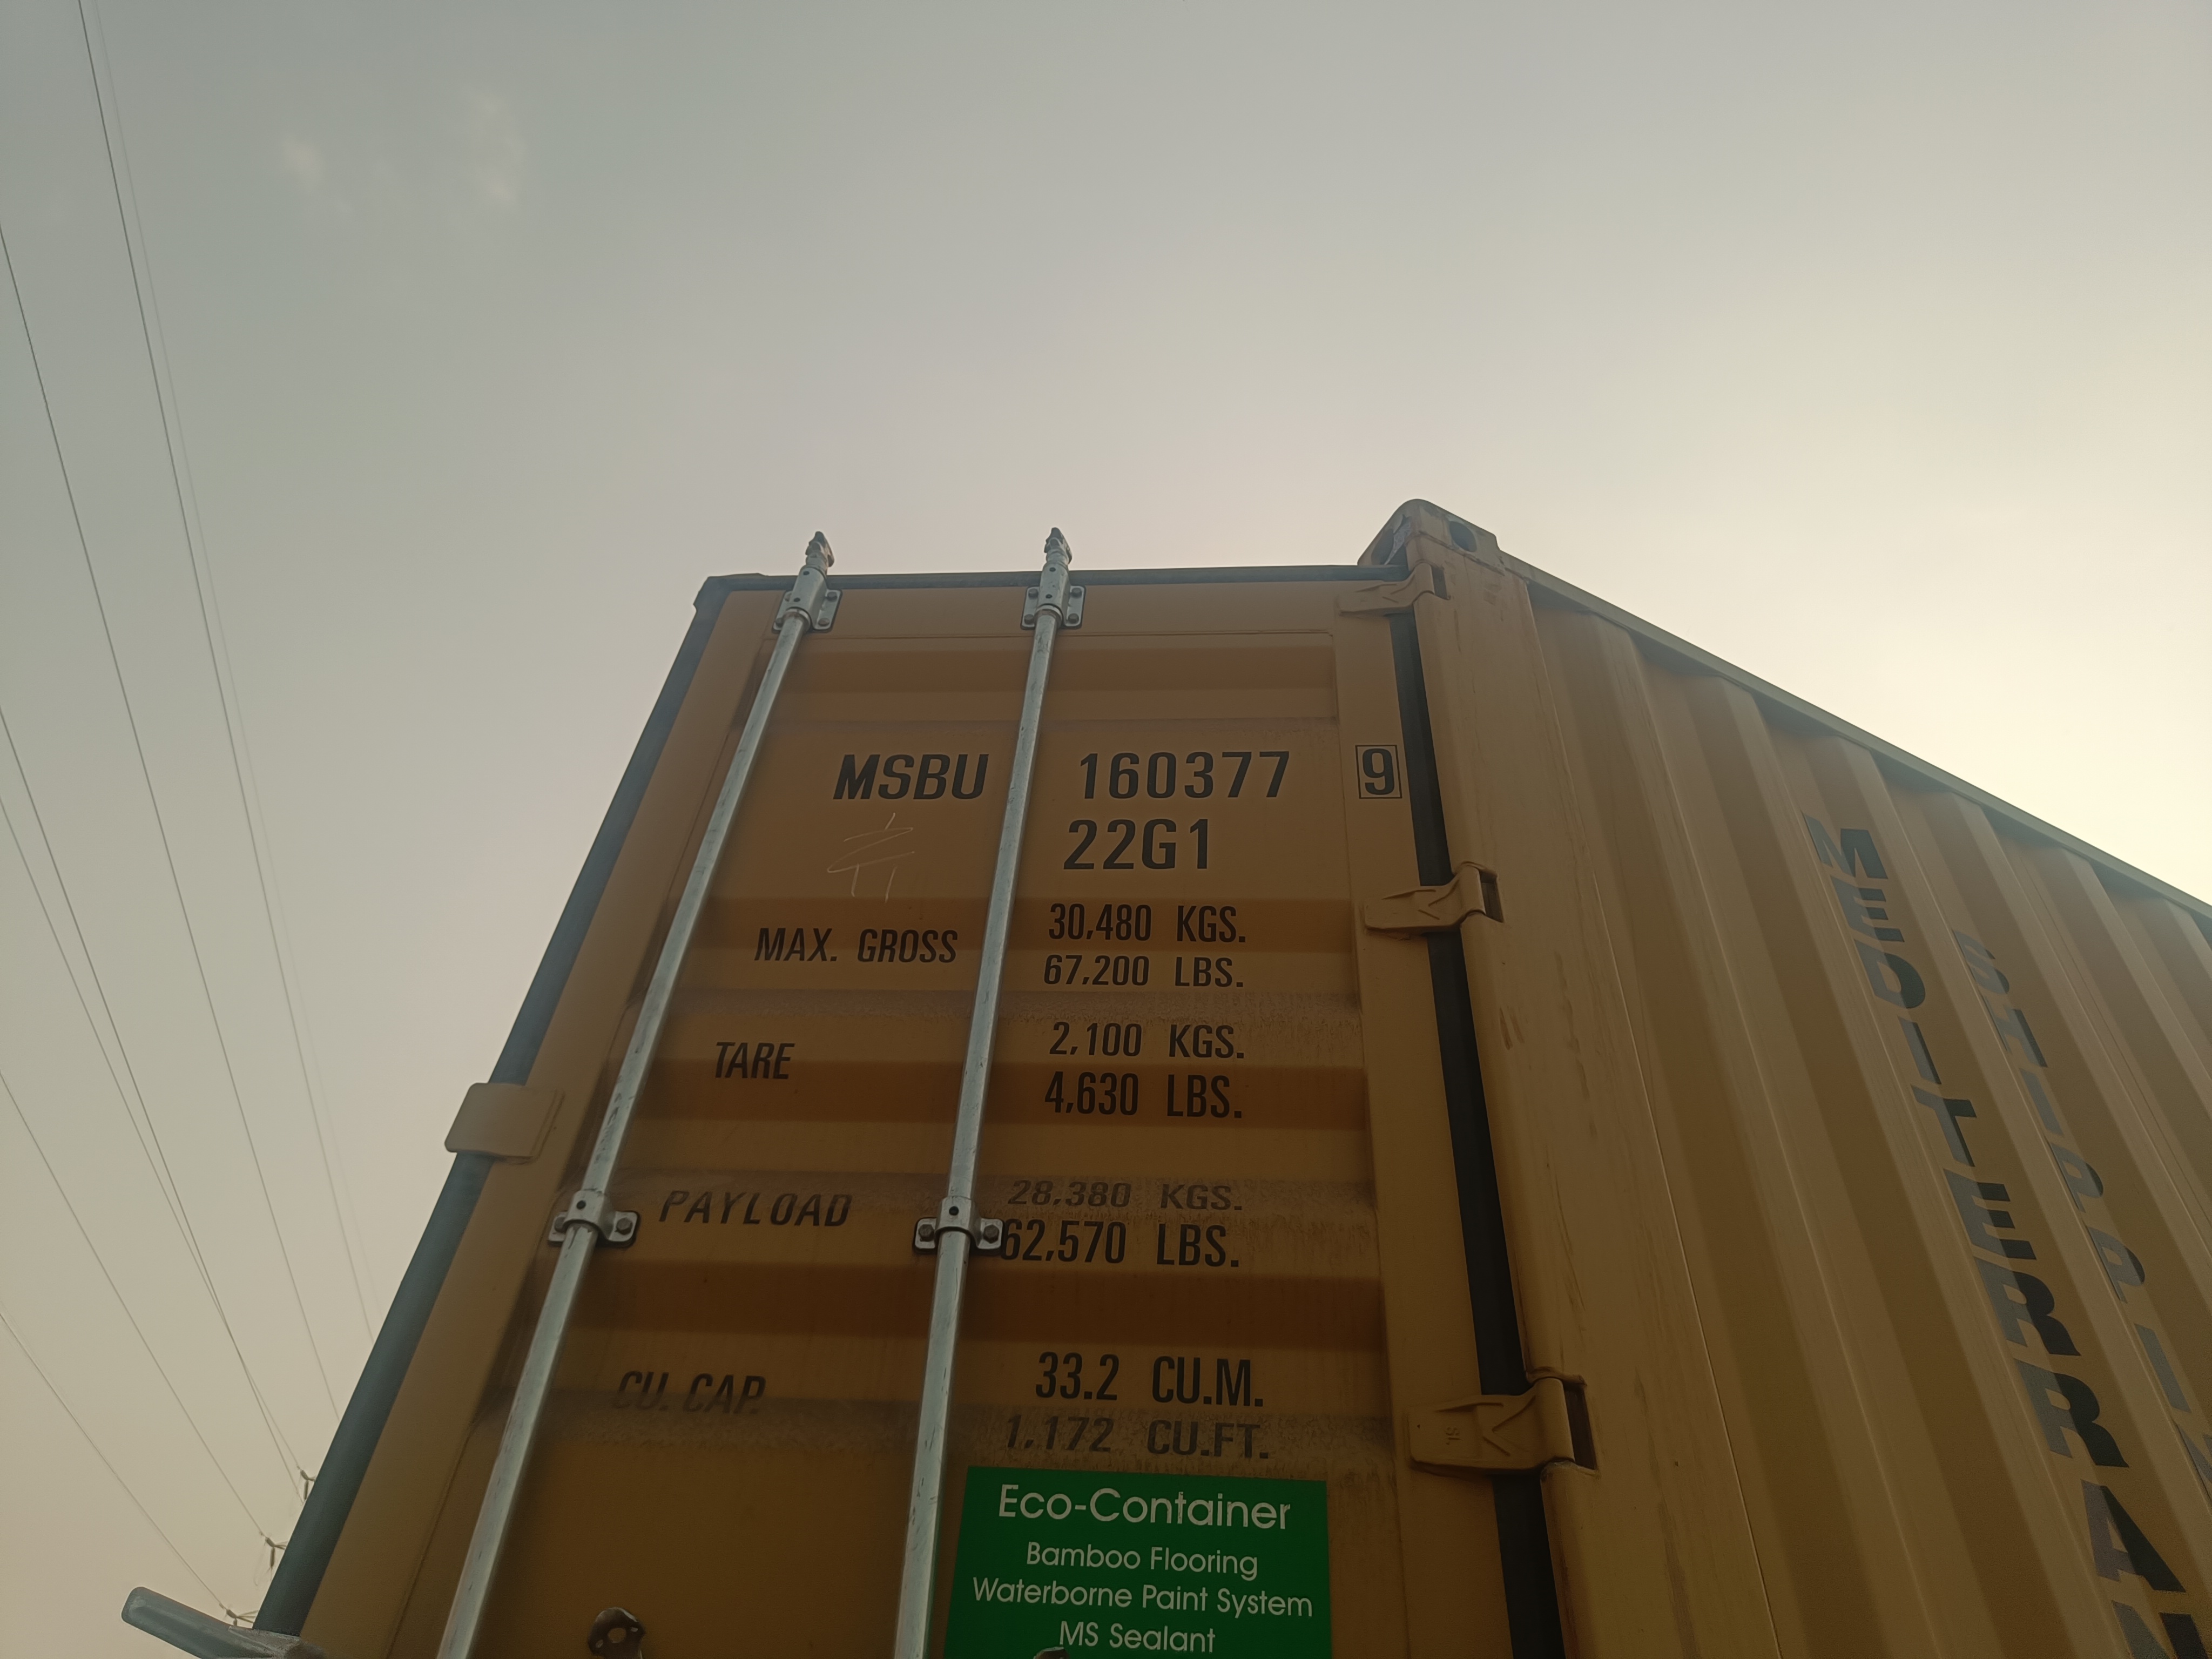 MSBU 160377 9
22G1
MAX. GROSS 30,480 KGS.
67,200 LBS.
TARE 2,100 KGS.
4,630 LBS.
PAYLOAD 28,380 KGS.
62,570 LBS.
CU. CAP. 33.2 CU.M.
1,172 CU.FT.
Eco-Container
Bamboo Flooring
Waterborne Paint System
MS Sealant
MEDITERRAN
SHIPPIN